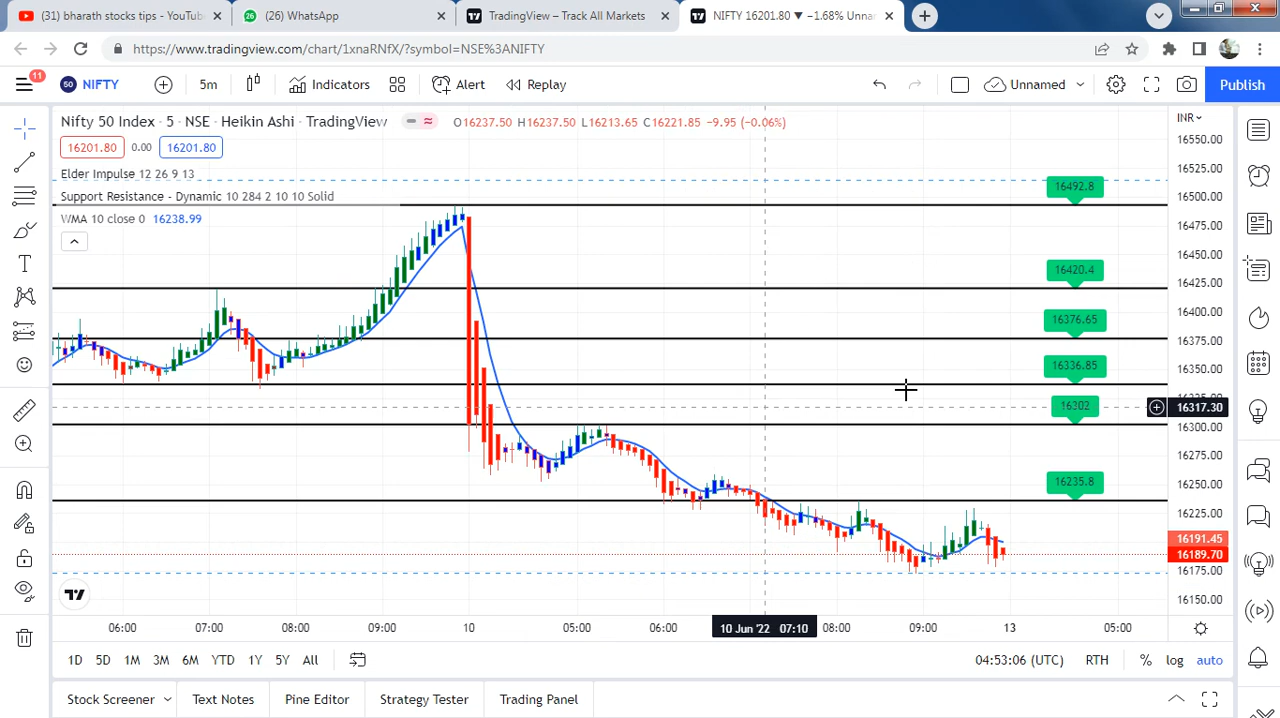 (31) bharath stocks tips - YouTub
(26) WhatsApp
TradingView – Track All Markets
NIFTY 16201.80 ▼ −1.68% Unna
https://www.tradingview.com/chart/1xnaRNfX/?symbol=NSE%3ANIFTY
11
50
NIFTY
5m
Indicators
Alert
Replay
Unnamed
Publish
Nifty 50 Index · 5 · NSE · Heikin Ashi · TradingView
O16237.50 H16237.50 L16213.65 C16221.85 −9.95 (−0.06%)
INR
16201.80
0.00
16201.80
Elder Impulse 12 26 9 13
Support Resistance - Dynamic 10 284 2 10 10 Solid
WMA 10 close 0 16238.99
16492.8
16420.4
16376.65
16336.85
16302
16235.8
16550.00
16525.00
16500.00
16475.00
16450.00
16425.00
16400.00
16375.00
16350.00
16317.30
16300.00
16275.00
16250.00
16225.00
16191.45
16189.70
16175.00
16150.00
06:00
07:00
08:00
09:00
10
05:00
06:00
10 Jun '22 07:10
08:00
09:00
13
05:00
1D
5D
1M
3M
6M
YTD
1Y
5Y
All
04:53:06 (UTC)
RTH
%
log
auto
Stock Screener
Text Notes
Pine Editor
Strategy Tester
Trading Panel